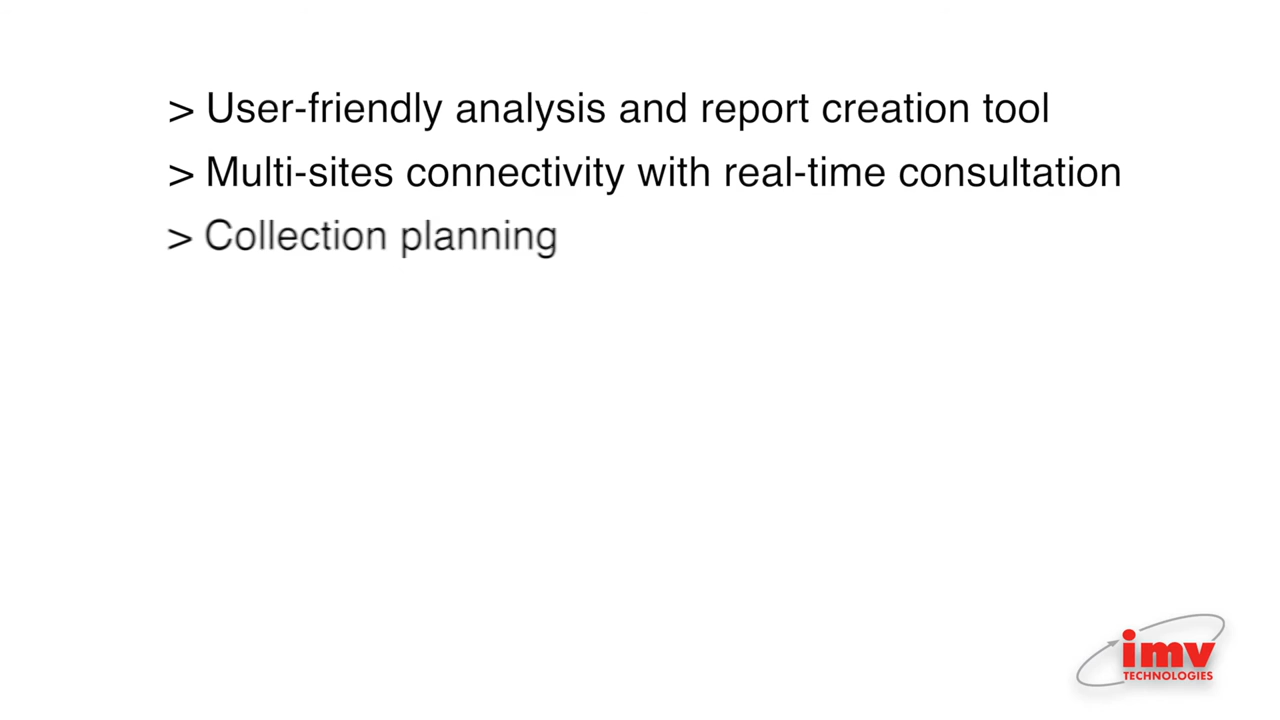 > User-friendly analysis and report creation tool
> Multi-sites connectivity with real-time consultation
> Collection planning
imv
TECHNOLOGIES